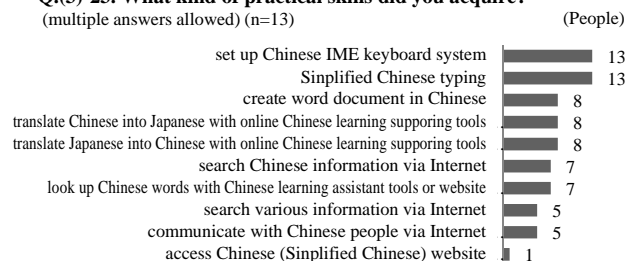 Q.(3)-23. What kind of practical skills did you acquire?
(multiple answers allowed) (n=13) (People)
set up Chinese IME keyboard system 13
Sinplified Chinese typing 13
create word document in Chinese 8
translate Chinese into Japanese with online Chinese learning supporing tools 8
translate Japanese into Chinese with online Chinese learning supporing tools 8
search Chinese information via Internet 7
look up Chinese words with Chinese learning assistant tools or website 7
search various information via Internet 5
communicate with Chinese people via Internet 5
access Chinese (Sinplified Chinese) website 1